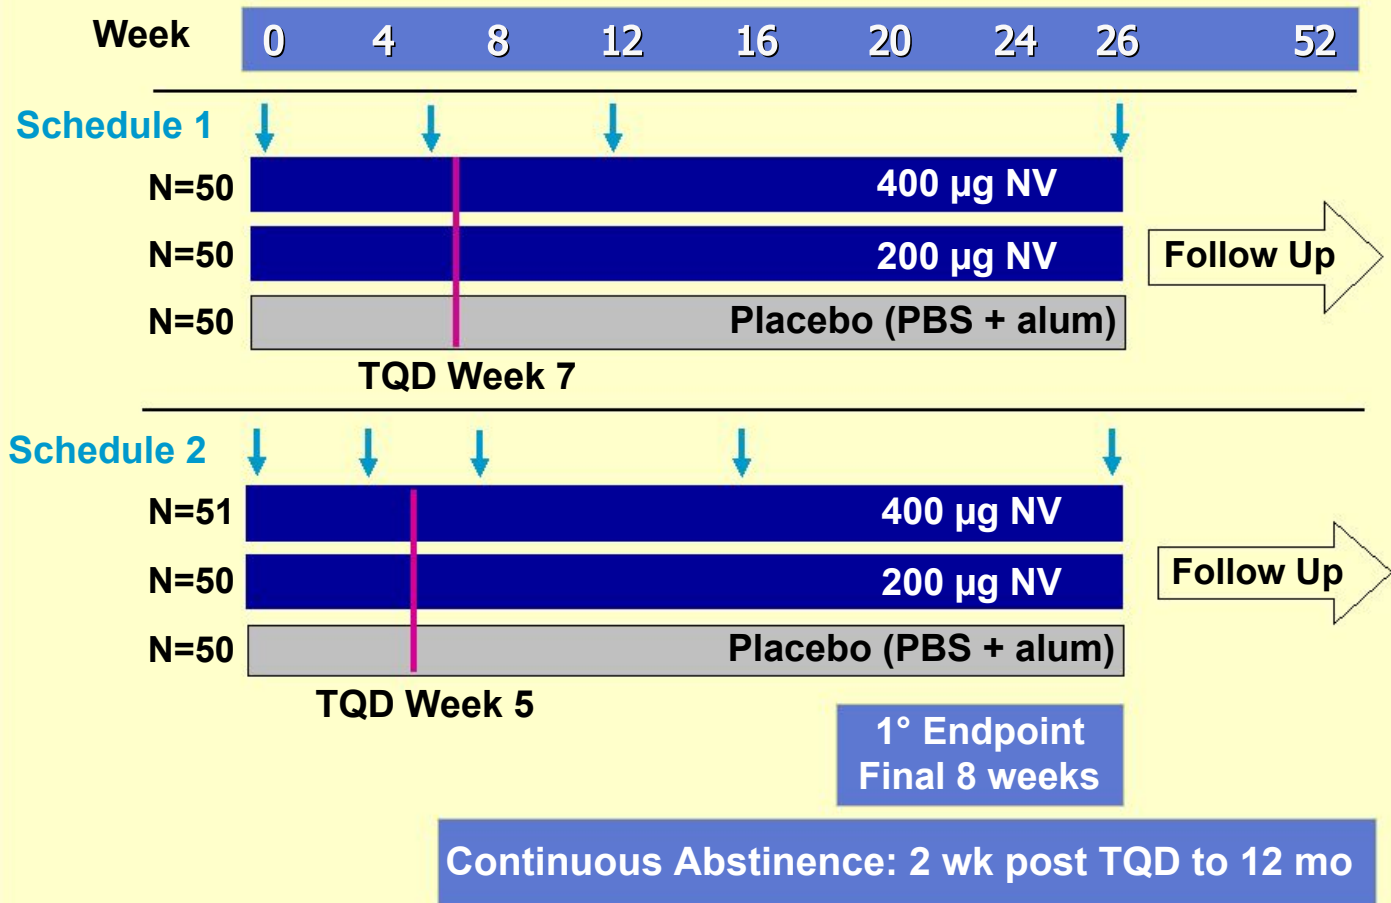 Week 0 4 8 12 16 20 24 26 52
Schedule 1
N=50 400 µg NV
N=50 200 µg NV
Follow Up
N=50 Placebo (PBS + alum)
TQD Week 7
Schedule 2
N=51 400 µg NV
N=50 200 µg NV
Follow Up
N=50 Placebo (PBS + alum)
TQD Week 5
1° Endpoint
Final 8 weeks
Continuous Abstinence: 2 wk post TQD to 12 mo